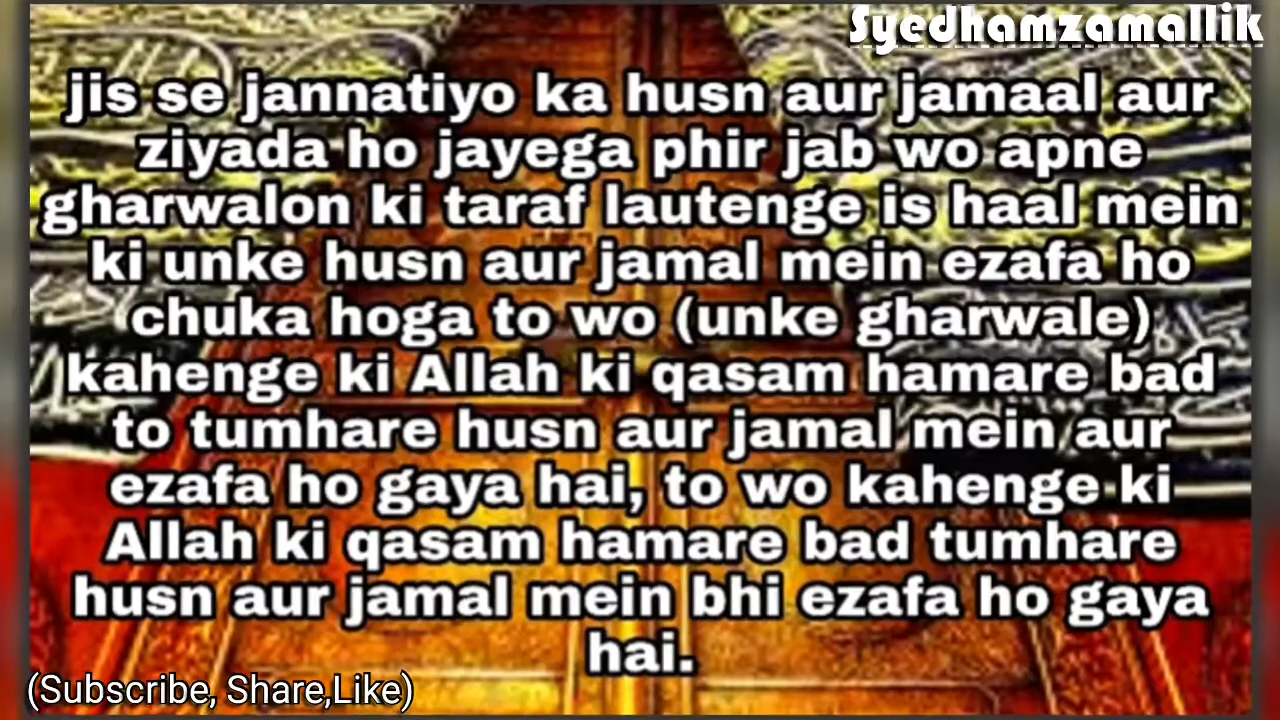 Syedhamzamallik
jis se jannatiyo ka husn aur jamaal aur
ziyada ho jayega phir jab wo apne
gharwalon ki taraf lautenge is haal mein
ki unke husn aur jamal mein ezafa ho
chuka hoga to wo (unke gharwale)
kahenge ki Allah ki qasam hamare bad
to tumhare husn aur jamal mein aur
ezafa ho gaya hai, to wo kahenge ki
Allah ki qasam hamare bad tumhare
husn aur jamal mein bhi ezafa ho gaya
hai.
(Subscribe, Share,Like)